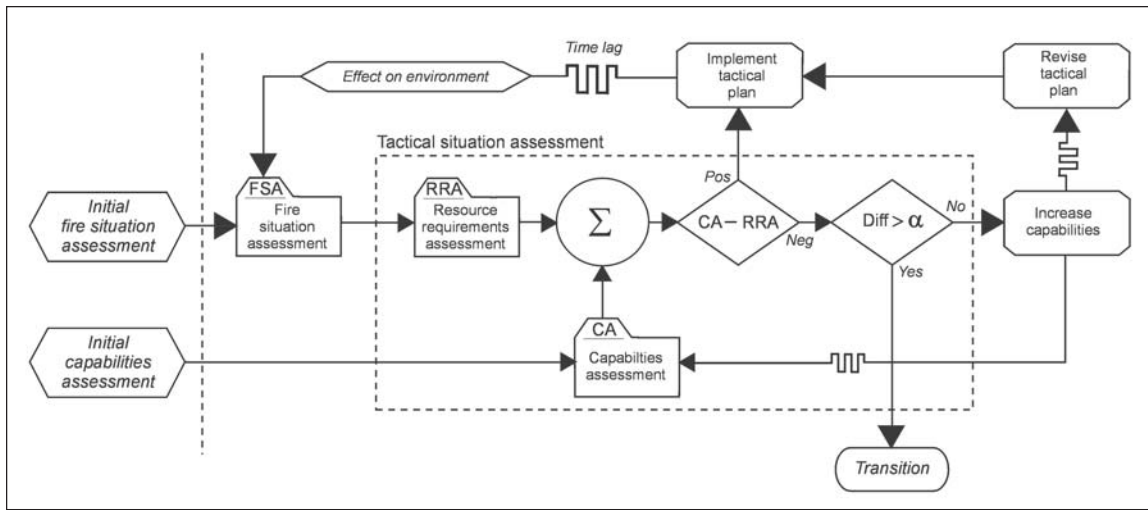 Time lag
Effect on environment
Implement
tactical
plan
Revise
tactical
plan
Tactical situation assessment
Initial
fire situation
assessment
FSA
Fire
situation
assessment
RRA
Resource
requirements
assessment
Σ
Pos
CA – RRA
Neg
Diff > α
No
Yes
Increase
capabilities
Initial
capabilities
assessment
CA
Capabilties
assessment
Transition